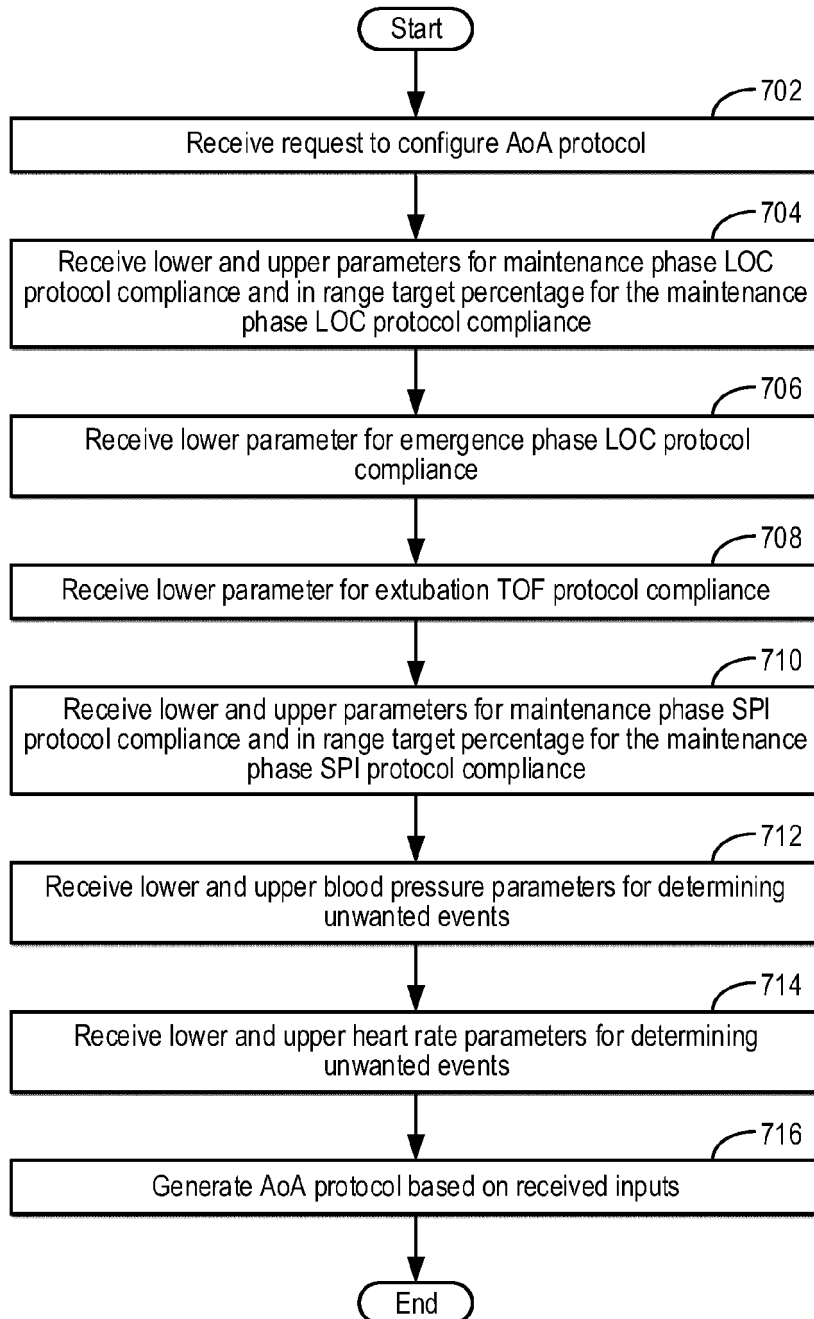 Start
702
Receive request to configure AoA protocol
704
Receive lower and upper parameters for maintenance phase LOC
protocol compliance and in range target percentage for the maintenance
phase LOC protocol compliance
706
Receive lower parameter for emergence phase LOC protocol
compliance
708
Receive lower parameter for extubation TOF protocol compliance
710
Receive lower and upper parameters for maintenance phase SPI
protocol compliance and in range target percentage for the maintenance
phase SPI protocol compliance
712
Receive lower and upper blood pressure parameters for determining
unwanted events
714
Receive lower and upper heart rate parameters for determining
unwanted events
716
Generate AoA protocol based on received inputs
End